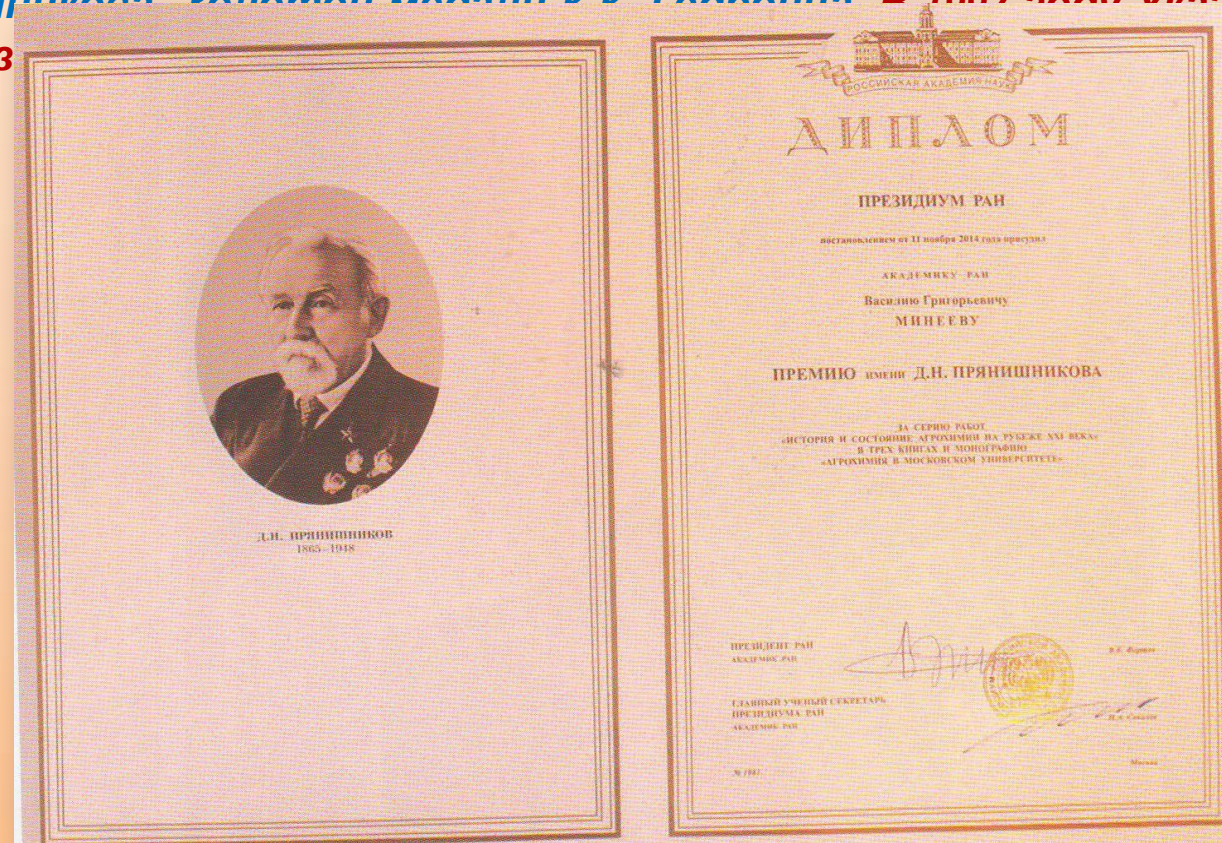 з
Д.Н. ПРЯНИШНИКОВ
1865–1948
РОССИЙСКАЯ АКАДЕМИЯ НАУК
ДИПЛОМ
ПРЕЗИДИУМ РАН
постановлением от 11 ноября 2014 года присудил
АКАДЕМИКУ РАН
Василию Григорьевичу
МИНЕЕВУ
ПРЕМИЮ ИМЕНИ Д.Н. ПРЯНИШНИКОВА
ЗА СЕРИЮ РАБОТ
«ИСТОРИЯ И СОСТОЯНИЕ АГРОХИМИИ НА РУБЕЖЕ XXI ВЕКА»
В ТРЕХ КНИГАХ И МОНОГРАФИЮ
«АГРОХИМИЯ В МОСКОВСКОМ УНИВЕРСИТЕТЕ»
ПРЕЗИДЕНТ РАН
АКАДЕМИК РАН
В.Е. Фортов
ГЛАВНЫЙ УЧЕНЫЙ СЕКРЕТАРЬ
ПРЕЗИДИУМА РАН
АКАДЕМИК РАН
Москва